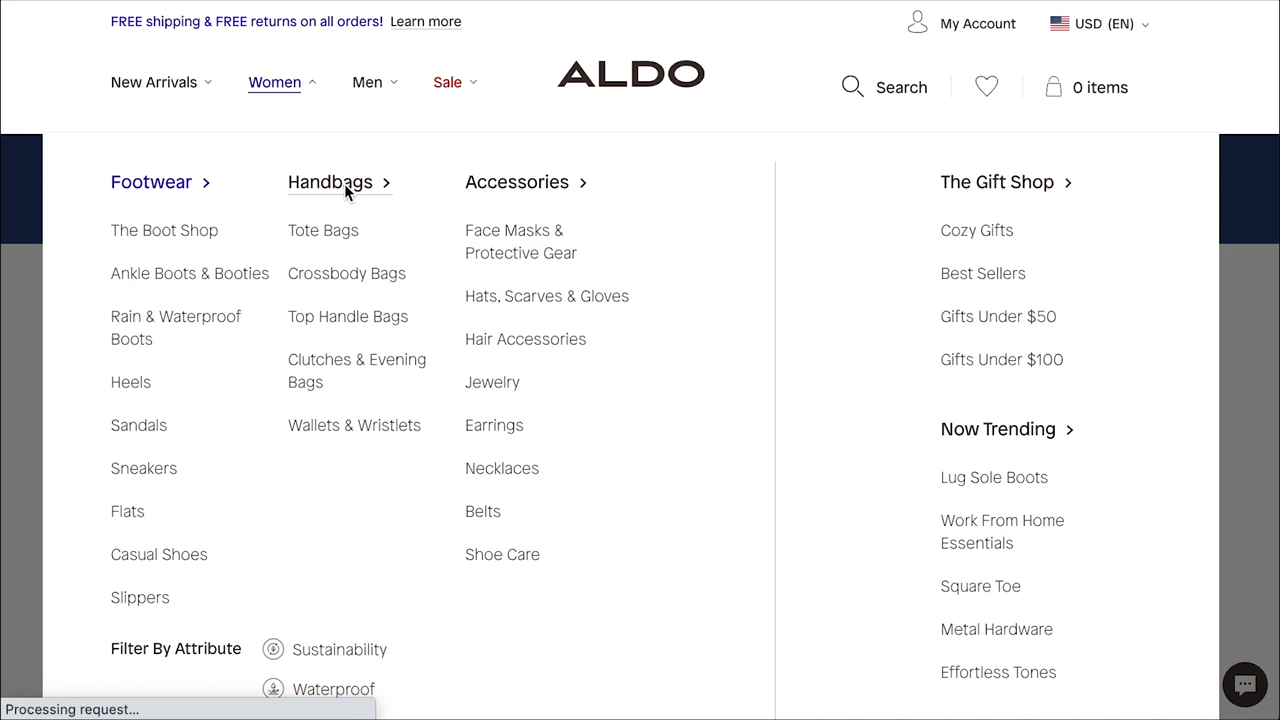 FREE shipping & FREE returns on all orders! Learn more
My Account
USD (EN)
New Arrivals
Women
Men
Sale
ALDO
Search
0 items
Footwear
The Boot Shop
Ankle Boots & Booties
Rain & Waterproof
Boots
Heels
Sandals
Sneakers
Flats
Casual Shoes
Slippers
Handbags
Tote Bags
Crossbody Bags
Top Handle Bags
Clutches & Evening
Bags
Wallets & Wristlets
Accessories
Face Masks &
Protective Gear
Hats, Scarves & Gloves
Hair Accessories
Jewelry
Earrings
Necklaces
Belts
Shoe Care
The Gift Shop
Cozy Gifts
Best Sellers
Gifts Under $50
Gifts Under $100
Now Trending
Lug Sole Boots
Work From Home
Essentials
Square Toe
Metal Hardware
Effortless Tones
Filter By Attribute
Sustainability
Waterproof
Processing request...